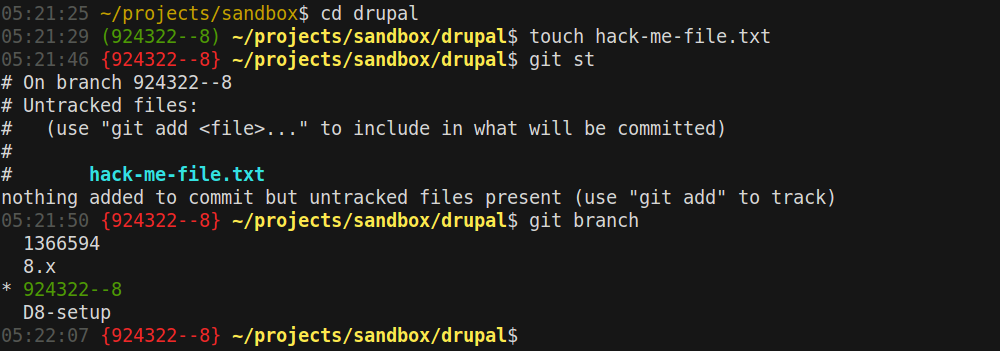 05:21:25 ~/projects/sandbox$ cd drupal
05:21:29 (924322--8) ~/projects/sandbox/drupal$ touch hack-me-file.txt
05:21:46 {924322--8} ~/projects/sandbox/drupal$ git st
# On branch 924322--8
# Untracked files:
#   (use "git add <file>..." to include in what will be committed)
#
#       hack-me-file.txt
nothing added to commit but untracked files present (use "git add" to track)
05:21:50 {924322--8} ~/projects/sandbox/drupal$ git branch
  1366594
  8.x
* 924322--8
  D8-setup
05:22:07 {924322--8} ~/projects/sandbox/drupal$